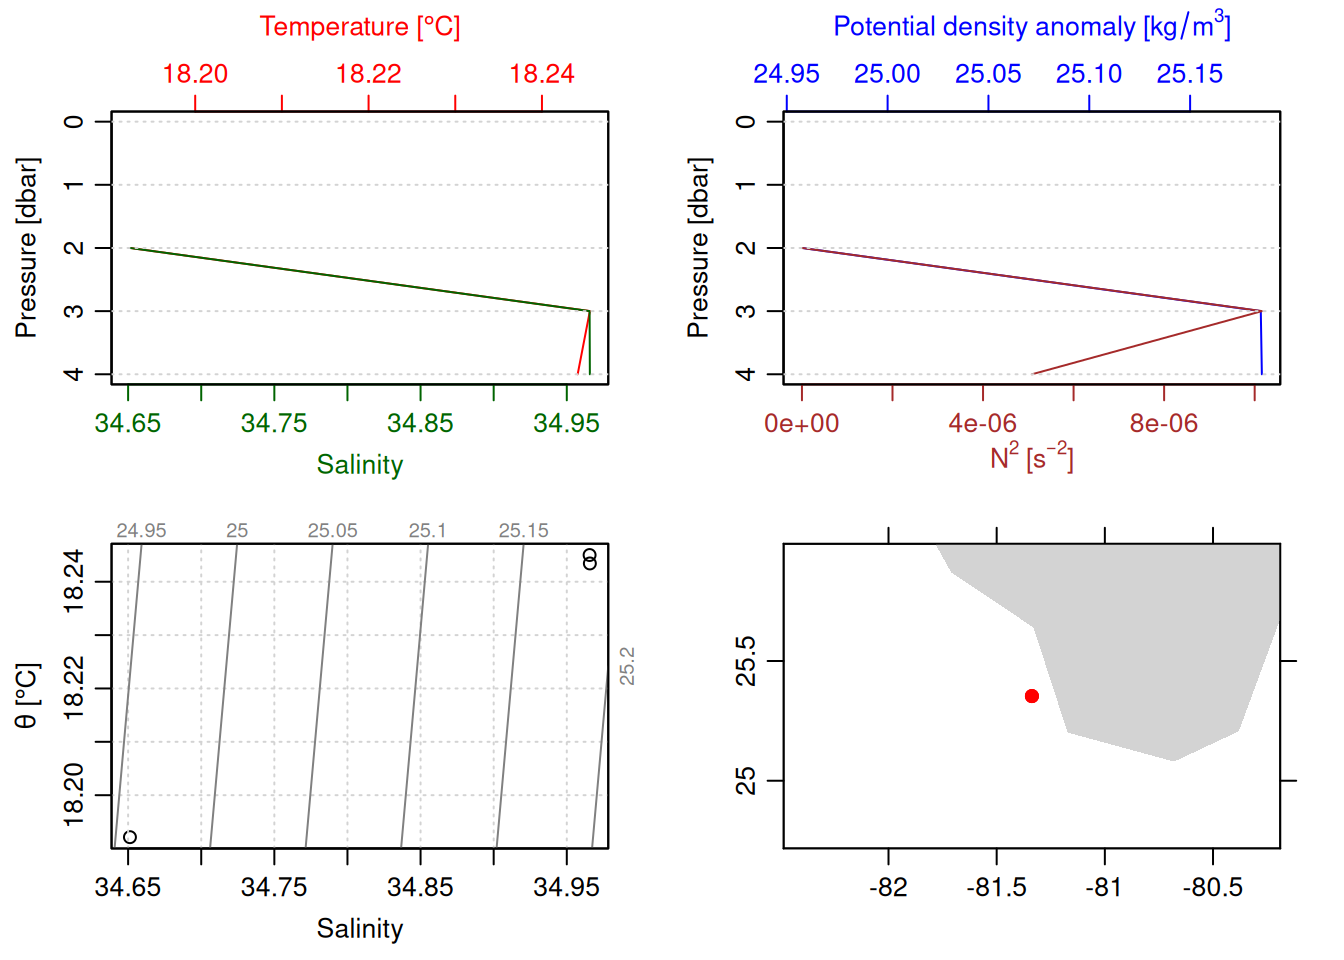 Temperature [°C]
18.20 18.22 18.24
0
1
2
3
4
Pressure [dbar]
34.65 34.75 34.85 34.95
Salinity
Potential density anomaly [kg/m³]
24.95 25.00 25.05 25.10 25.15
0
1
2
3
4
Pressure [dbar]
0e+00 4e-06 8e-06
N² [s⁻²]
24.95 25 25.05 25.1 25.15
25.2
18.24
18.22
18.20
θ [°C]
34.65 34.75 34.85 34.95
Salinity
25.5
25
-82 -81.5 -81 -80.5